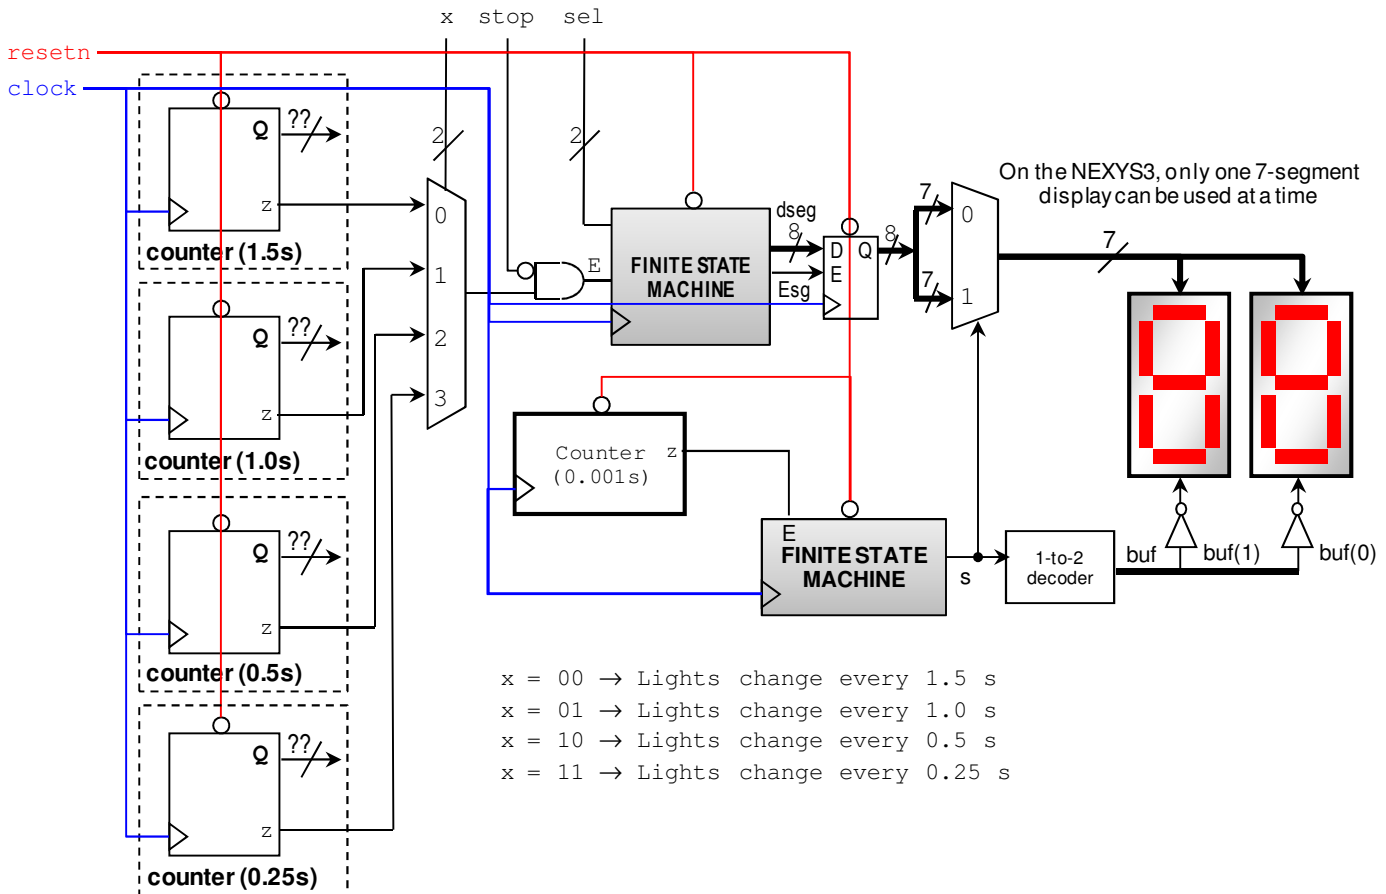 x stop sel
resetn
clock
2
2
Q ??
z
counter (1.5s)
Q ??
z
counter (1.0s)
Q ??
z
counter (0.5s)
Q ??
z
counter (0.25s)
0
1
2
3
E
FINITE STATE
MACHINE
dseg
8
Esg
D Q
E
8
7
7
0
1
7
On the NEXYS3, only one 7-segment
display can be used at a time
Counter
(0.001s)
z
E
FINITE STATE
MACHINE
s
1-to-2
decoder
buf
buf(1)
buf(0)
x = 00 → Lights change every 1.5 s
x = 01 → Lights change every 1.0 s
x = 10 → Lights change every 0.5 s
x = 11 → Lights change every 0.25 s